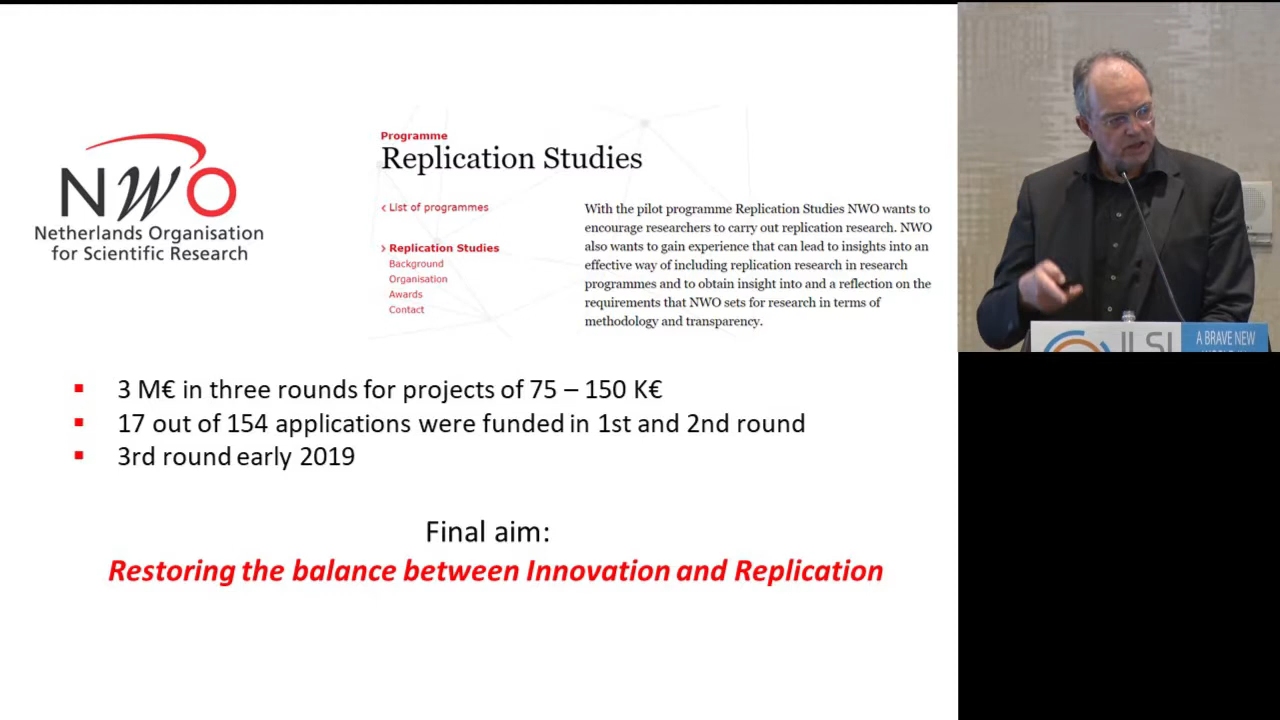 NWO
Netherlands Organisation
for Scientific Research
Programme
Replication Studies
‹ List of programmes
› Replication Studies
Background
Organisation
Awards
Contact
With the pilot programme Replication Studies NWO wants to
encourage researchers to carry out replication research. NWO
also wants to gain experience that can lead to insights into an
effective way of including replication research in research
programmes and to obtain insight into and a reflection on the
requirements that NWO sets for research in terms of
methodology and transparency.
▪ 3 M€ in three rounds for projects of 75 – 150 K€
▪ 17 out of 154 applications were funded in 1st and 2nd round
▪ 3rd round early 2019
Final aim:
Restoring the balance between Innovation and Replication
ILSI
A BRAVE NEW